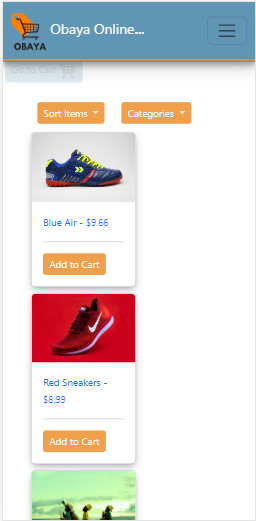 Obaya Online...
OBAYA
Go to Cart
Sort Items
Categories
Blue Air - $9.66
Add to Cart
Red Sneakers -
$8.99
Add to Cart